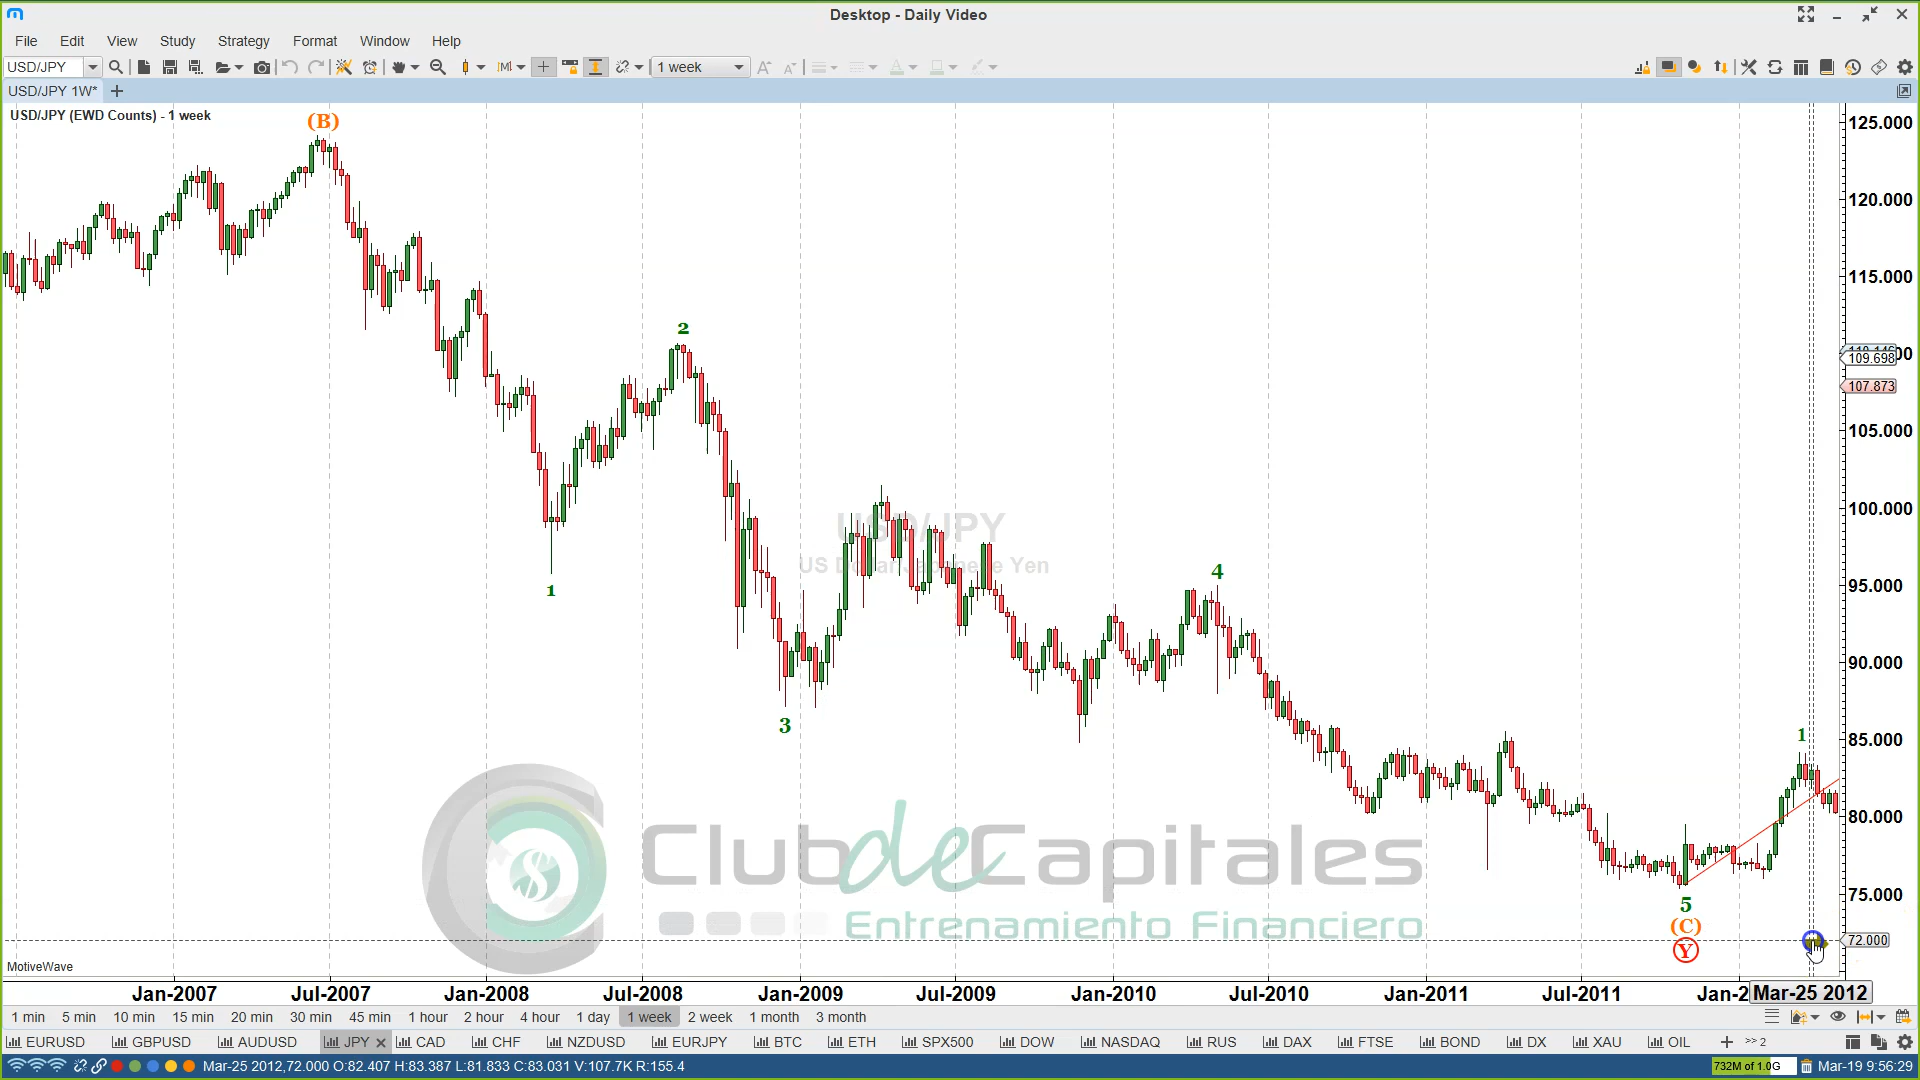 Desktop - Daily Video
File Edit View Study Strategy Format Window Help
USD/JPY 1 week
USD/JPY 1W*
USD/JPY (EWD Counts) - 1 week
(B)
125.000
120.000
115.000
2
109.698
107.873
105.000
USD/JPY
100.000
US Dollar/Japanese Yen
4
1
95.000
90.000
3
1
85.000
Club de Capitales
80.000
75.000
5
Entrenamiento Financiero
(C)
72.000
Y
MotiveWave
Jan-2007 Jul-2007 Jan-2008 Jul-2008 Jan-2009 Jul-2009 Jan-2010 Jul-2010 Jan-2011 Jul-2011 Mar-25 2012
1 min 5 min 10 min 15 min 20 min 30 min 45 min 1 hour 2 hour 4 hour 1 day 1 week 2 week 1 month 3 month
EURUSD GBPUSD AUDUSD JPY CAD CHF NZDUSD EURJPY BTC ETH SPX500 DOW NASDAQ RUS DAX FTSE BOND DX XAU OIL >> 2
Mar-25 2012,72.000 O:82.407 H:83.387 L:81.833 C:83.031 V:107.7K R:155.4 732M of 1.0G Mar-19 9:56:29